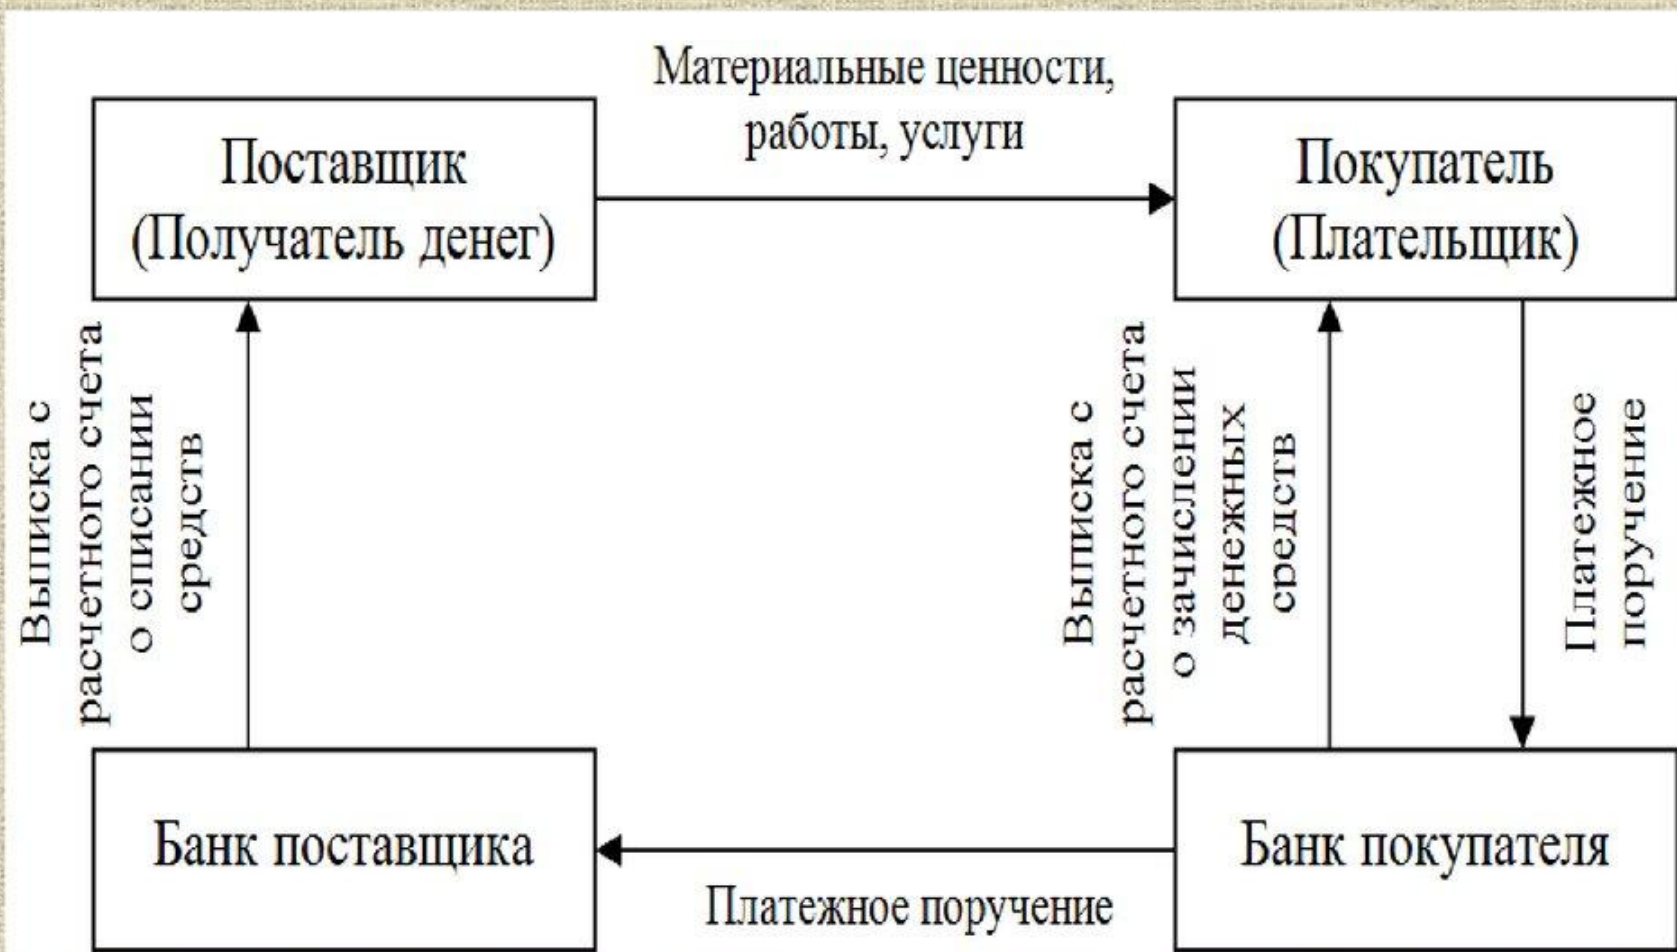 Материальные ценности,
работы, услуги
Поставщик
(Получатель денег)
Покупатель
(Плательщик)
Выписка с
расчетного счета
о списании
средств
Выписка с
расчетного счета
о зачислении
денежных
средств
Платежное
поручение
Банк поставщика
Банк покупателя
Платежное поручение